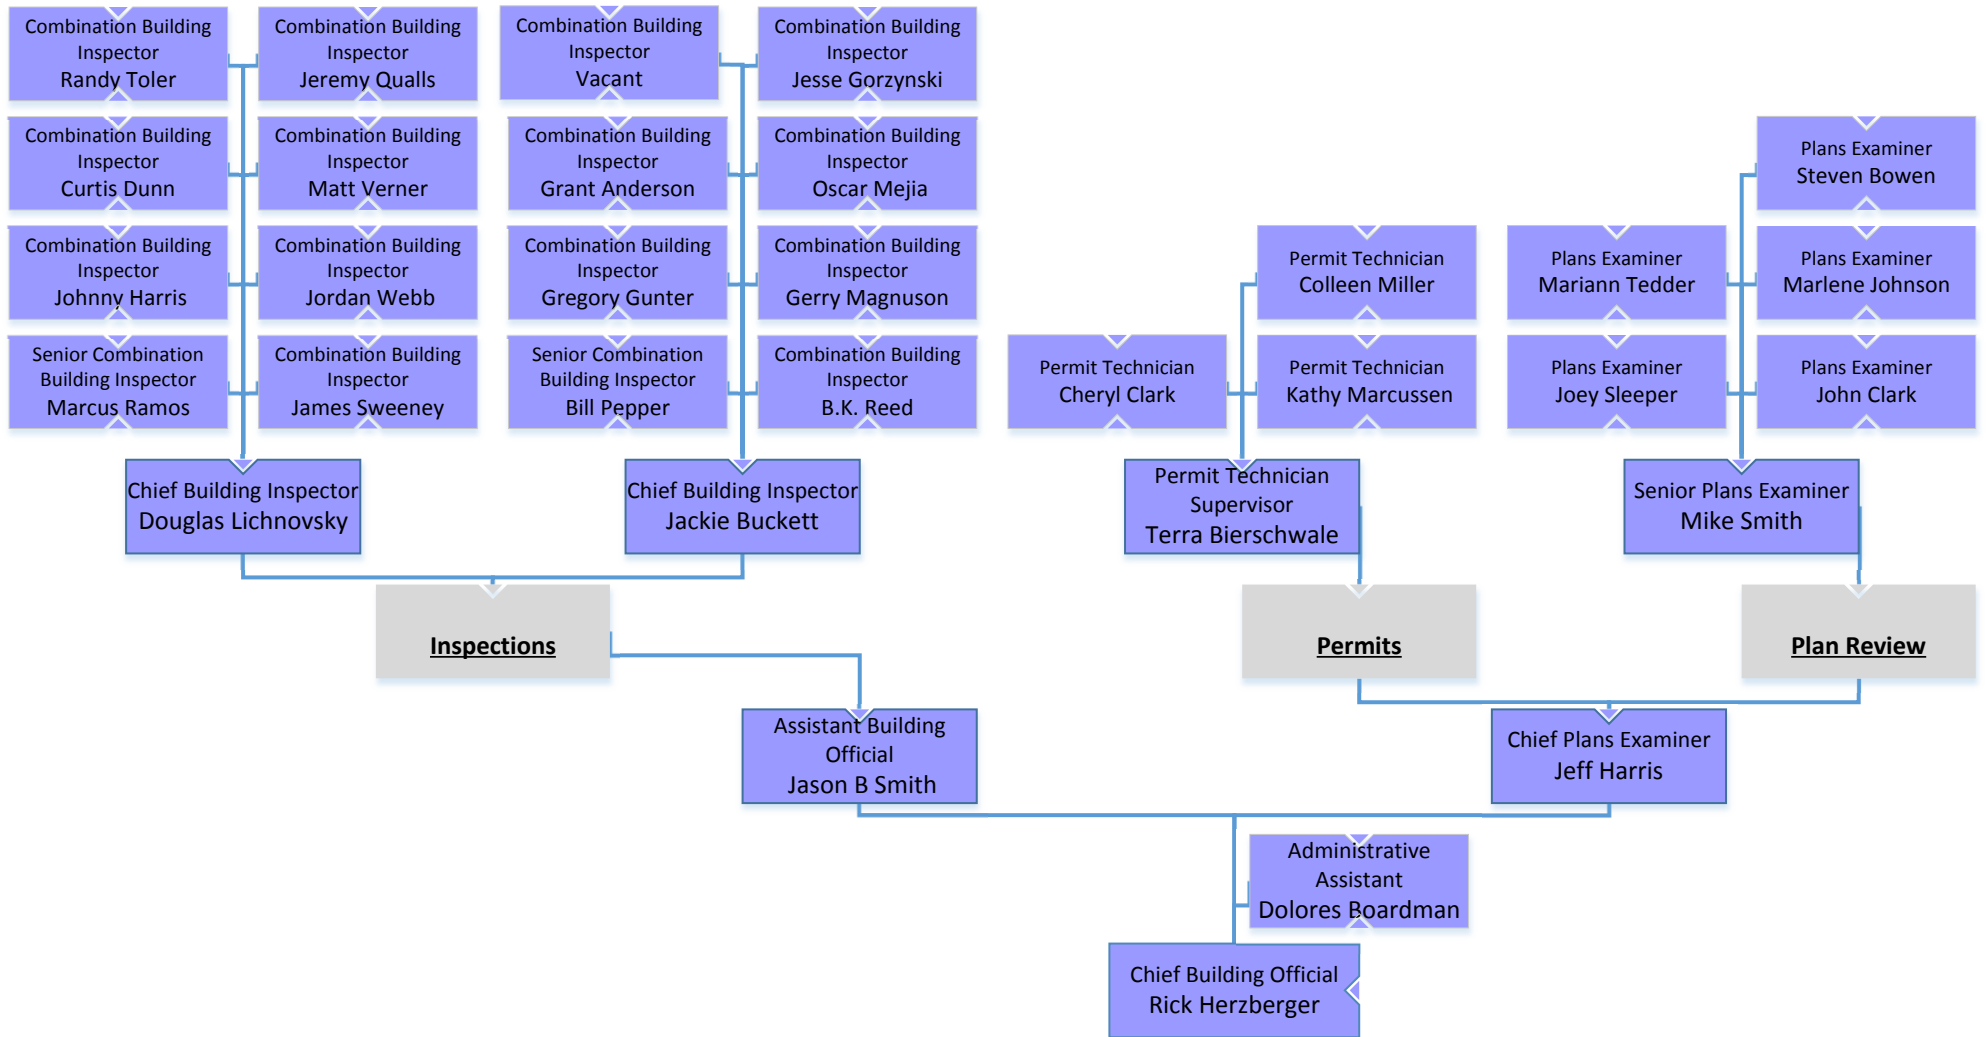 Combination Building
Inspector
Randy Toler
Combination Building
Inspector
Jeremy Qualls
Combination Building
Inspector
Vacant
Combination Building
Inspector
Jesse Gorzynski
Combination Building
Inspector
Curtis Dunn
Combination Building
Inspector
Matt Verner
Combination Building
Inspector
Grant Anderson
Combination Building
Inspector
Oscar Mejia
Plans Examiner
Steven Bowen
Combination Building
Inspector
Johnny Harris
Combination Building
Inspector
Jordan Webb
Combination Building
Inspector
Gregory Gunter
Combination Building
Inspector
Gerry Magnuson
Permit Technician
Colleen Miller
Plans Examiner
Mariann Tedder
Plans Examiner
Marlene Johnson
Senior Combination
Building Inspector
Marcus Ramos
Combination Building
Inspector
James Sweeney
Senior Combination
Building Inspector
Bill Pepper
Combination Building
Inspector
B.K. Reed
Permit Technician
Cheryl Clark
Permit Technician
Kathy Marcussen
Plans Examiner
Joey Sleeper
Plans Examiner
John Clark
Chief Building Inspector
Douglas Lichnovsky
Chief Building Inspector
Jackie Buckett
Permit Technician
Supervisor
Terra Bierschwale
Senior Plans Examiner
Mike Smith
Inspections
Permits
Plan Review
Assistant Building
Official
Jason B Smith
Chief Plans Examiner
Jeff Harris
Administrative
Assistant
Dolores Boardman
Chief Building Official
Rick Herzberger